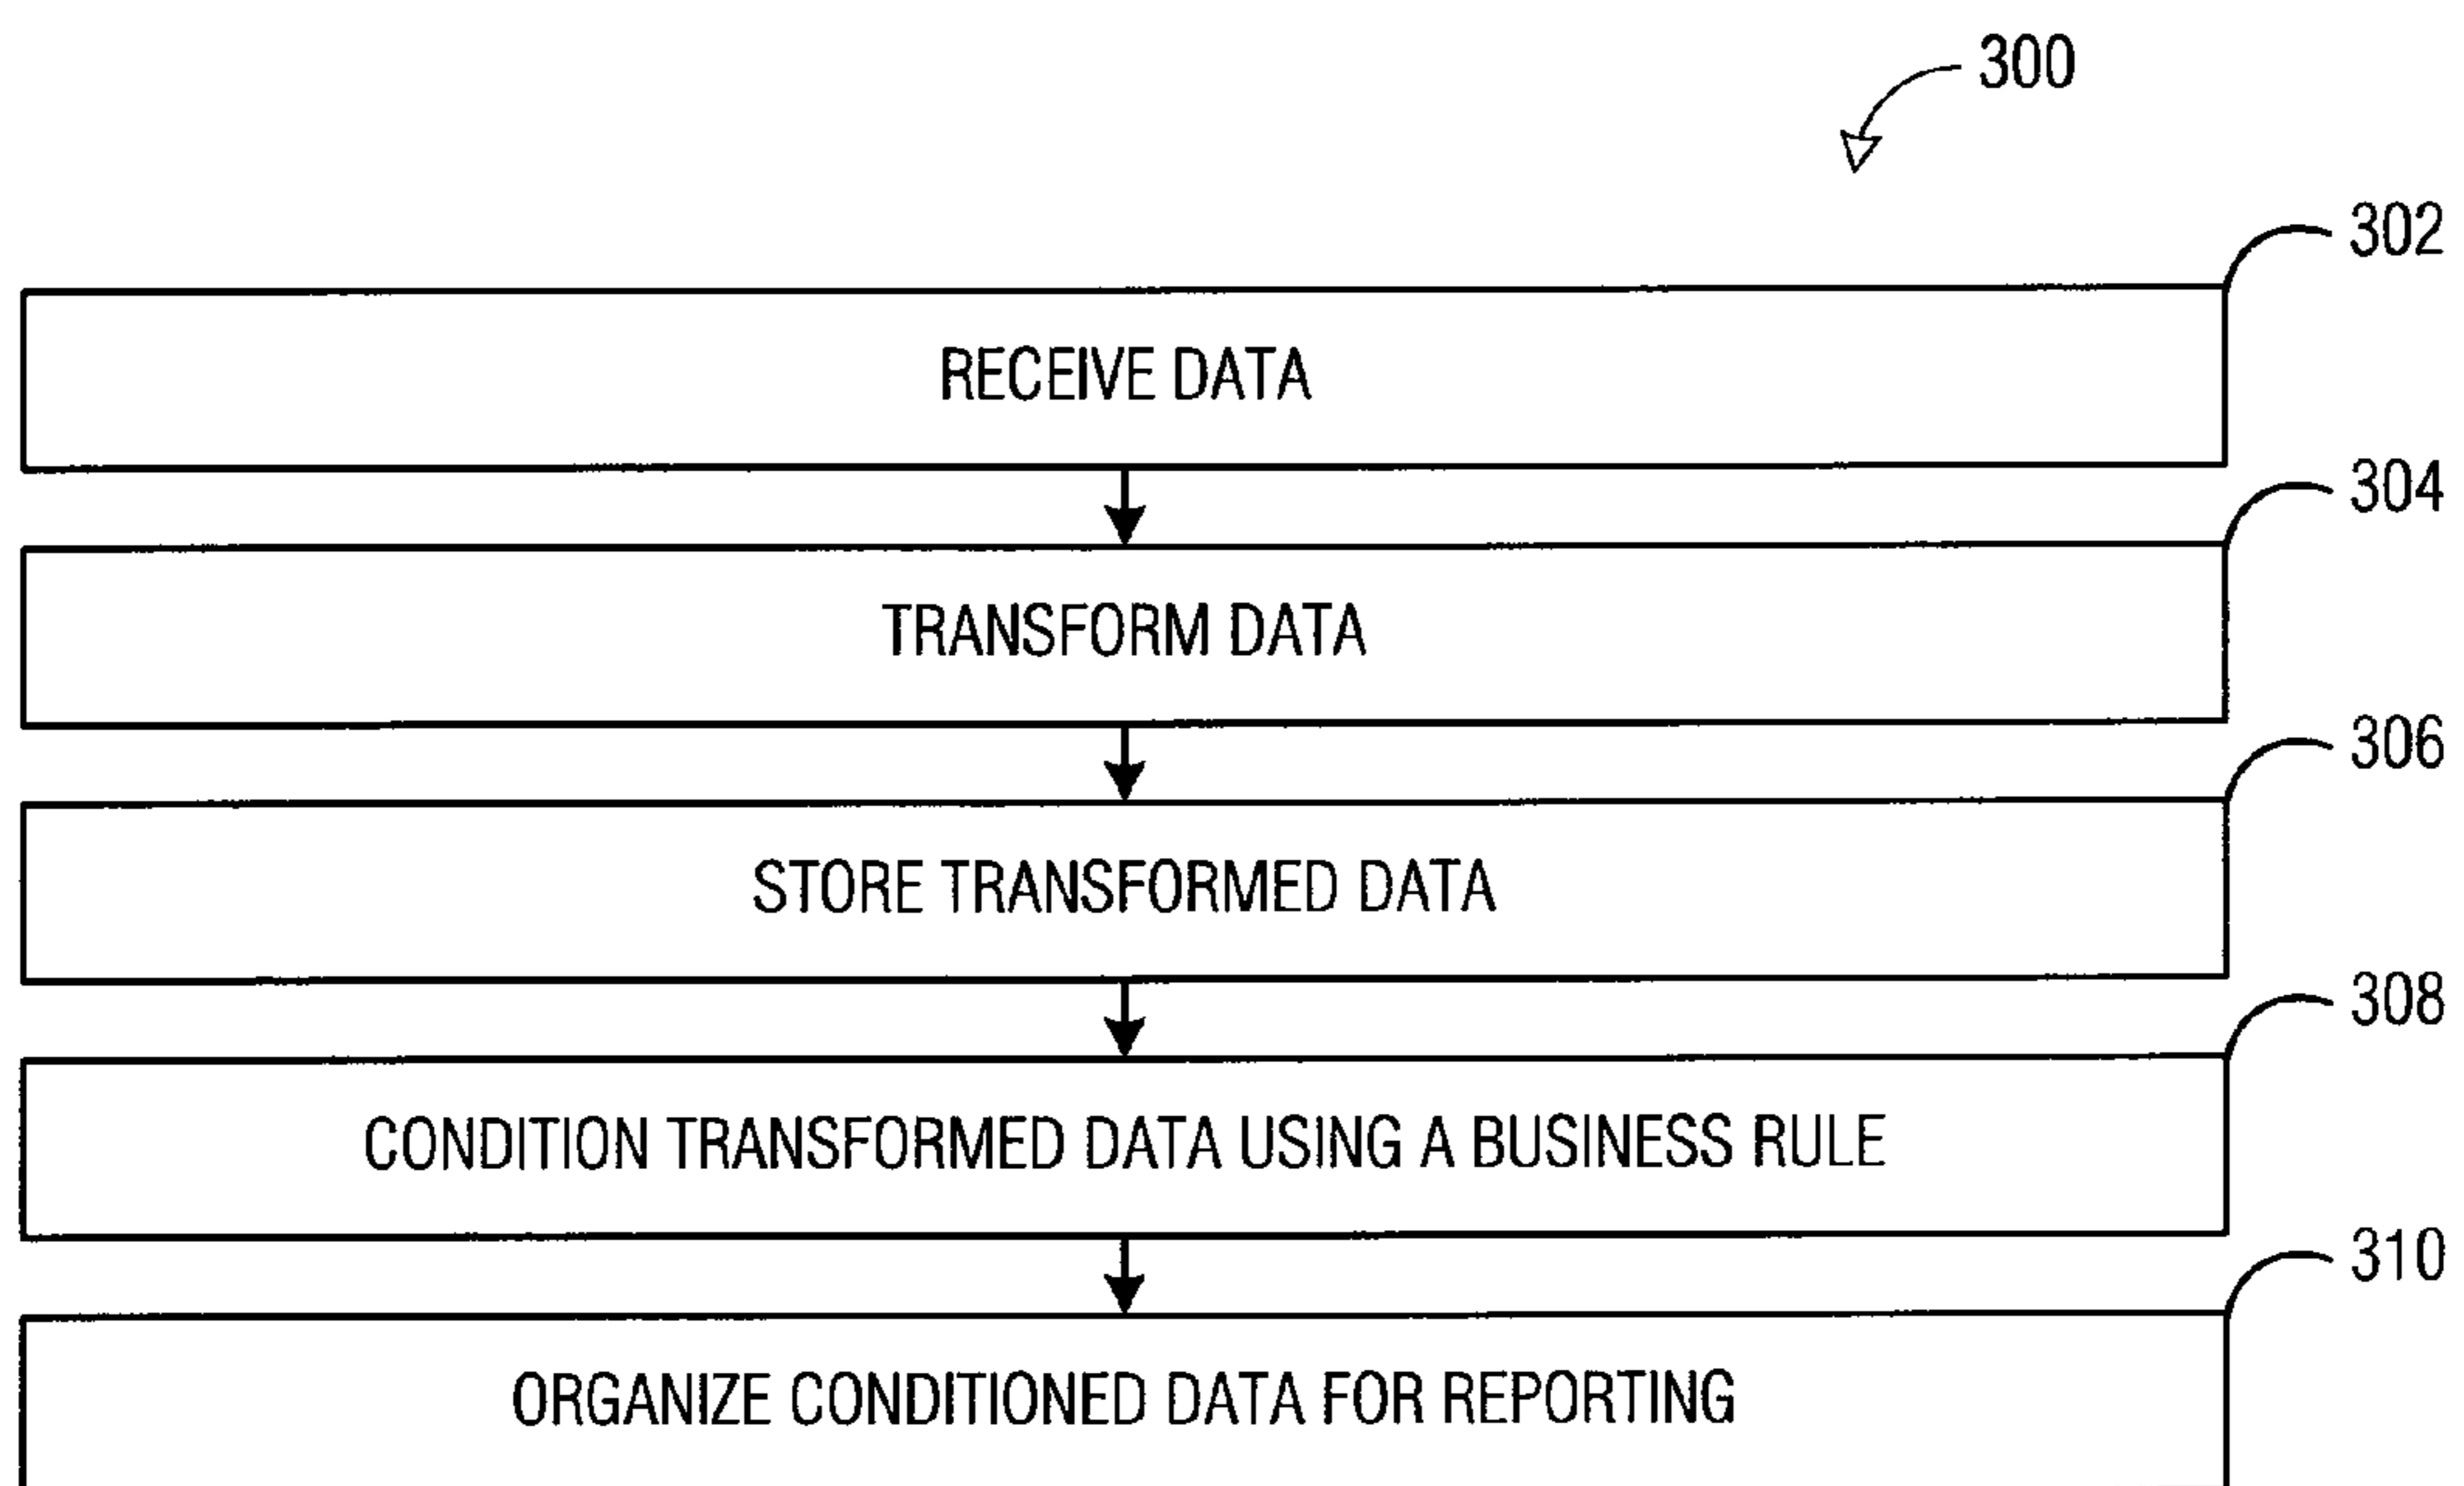 300
302
RECEIVE DATA
304
TRANSFORM DATA
306
STORE TRANSFORMED DATA
308
CONDITION TRANSFORMED DATA USING A BUSINESS RULE
310
ORGANIZE CONDITIONED DATA FOR REPORTING